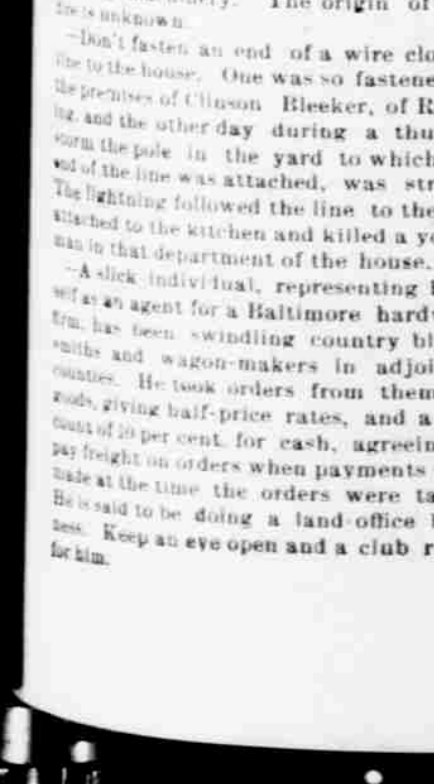 The origin of
fire is unknown.
—Don't fasten an end of a wire clo
line to the house. One was so fastene
the premises of Clinson Bleeker, of R
ing, and the other day during a thu
storm the pole in the yard to which
end of the line was attached, was str
The lightning followed the line to the
attached to the kitchen and killed a yo
man in that department of the house.
—A slick individual, representing h
self as an agent for a Baltimore hardw
firm, has been swindling country bl
smiths and wagon-makers in adjoi
counties. He took orders from them
goods, giving half-price rates, and a
count of 10 per cent. for cash, agreein
pay freight on orders when payments
made at the time the orders were ta
He is said to be doing a land office
ness. Keep an eye open and a club r
for him.